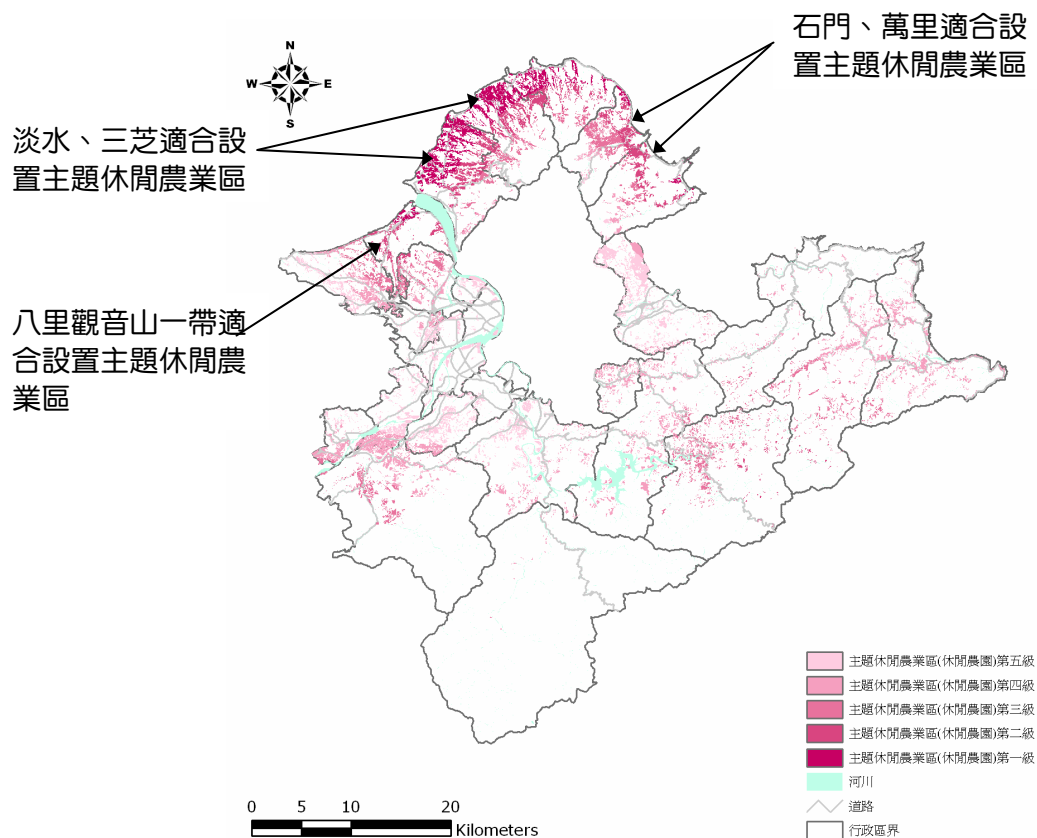 石門、萬里適合設
置主題休閒農業區
N
W
E
S
淡水、三芝適合設
置主題休閒農業區
八里觀音山一帶適
合設置主題休閒農
業區
主題休閒農業區(休閒農園)第五級
主題休閒農業區(休閒農園)第四級
主題休閒農業區(休閒農園)第三級
主題休閒農業區(休閒農園)第二級
主題休閒農業區(休閒農園)第一級
河川
道路
行政區界
0 5 10 20
Kilometers